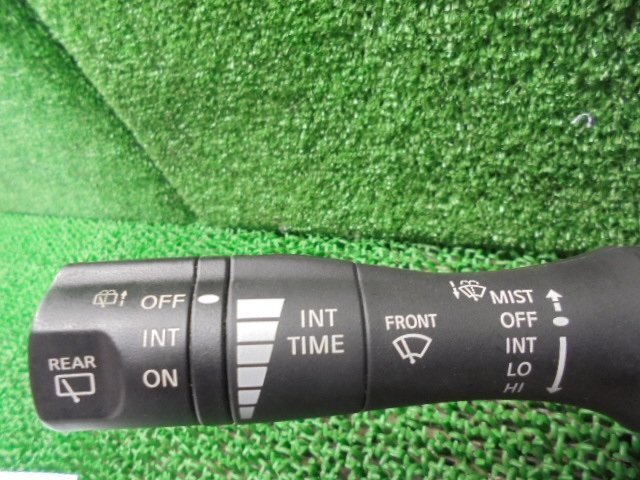 REAR
OFF
INT
ON
INT
TIME
FRONT
MIST
OFF
INT
LO
HI